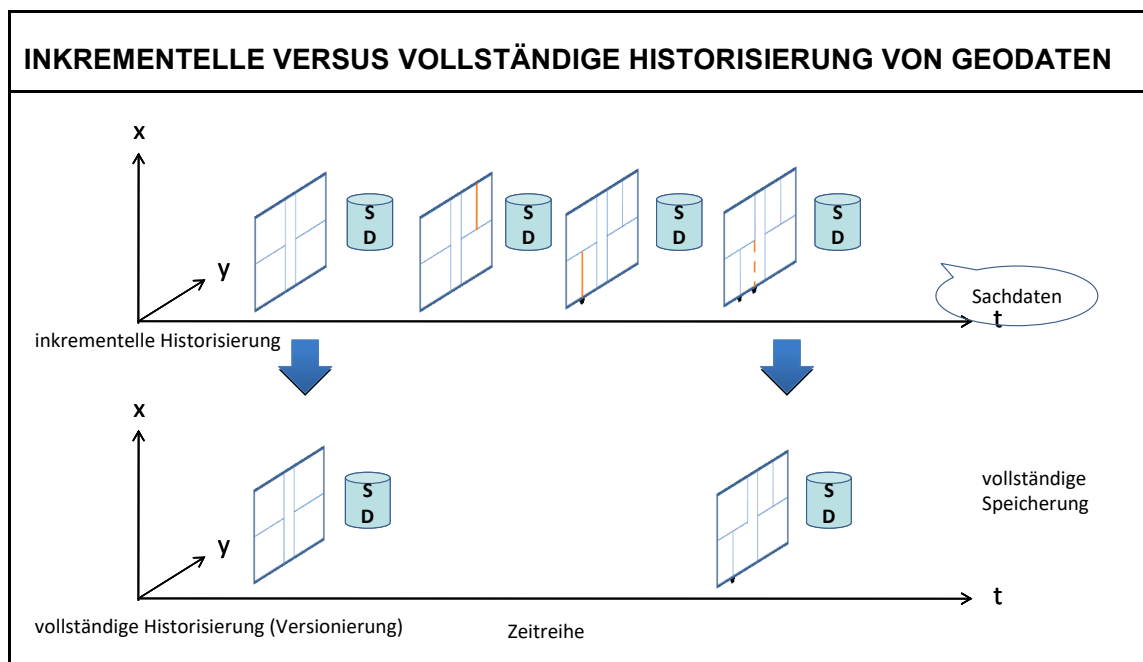 INKREMENTELLE VERSUS VOLLSTÄNDIGE HISTORISIERUNG VON GEODATEN
x
S
D
S
D
S
D
S
D
y
Sachdaten
t
inkrementelle Historisierung
x
S
D
S
D
vollständige
Speicherung
y
t
vollständige Historisierung (Versionierung)
Zeitreihe